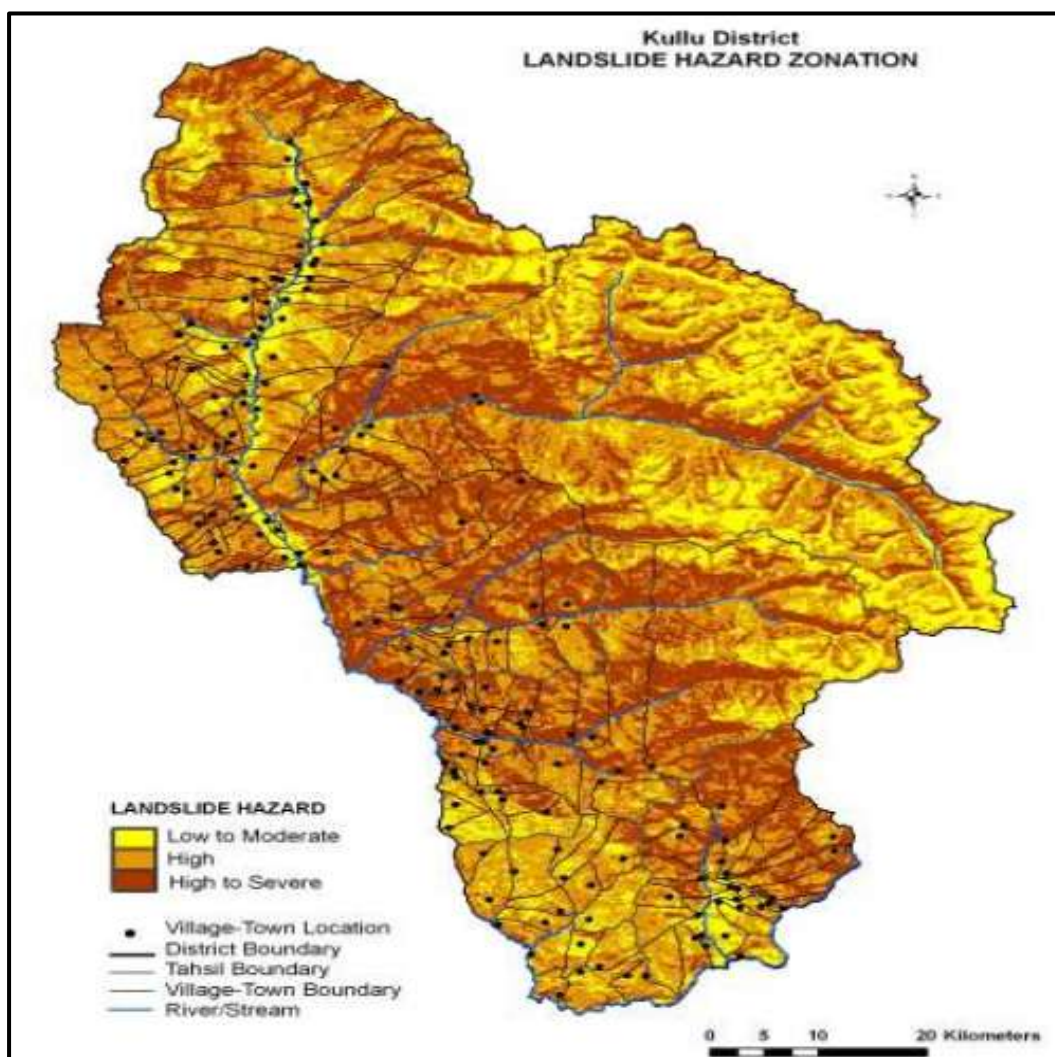 Kullu District
LANDSLIDE HAZARD ZONATION
LANDSLIDE HAZARD
Low to Moderate
High
High to Severe
Village-Town Location
District Boundary
Tahsil Boundary
Village-Town Boundary
River/Stream
0 5 10 20 Kilometers